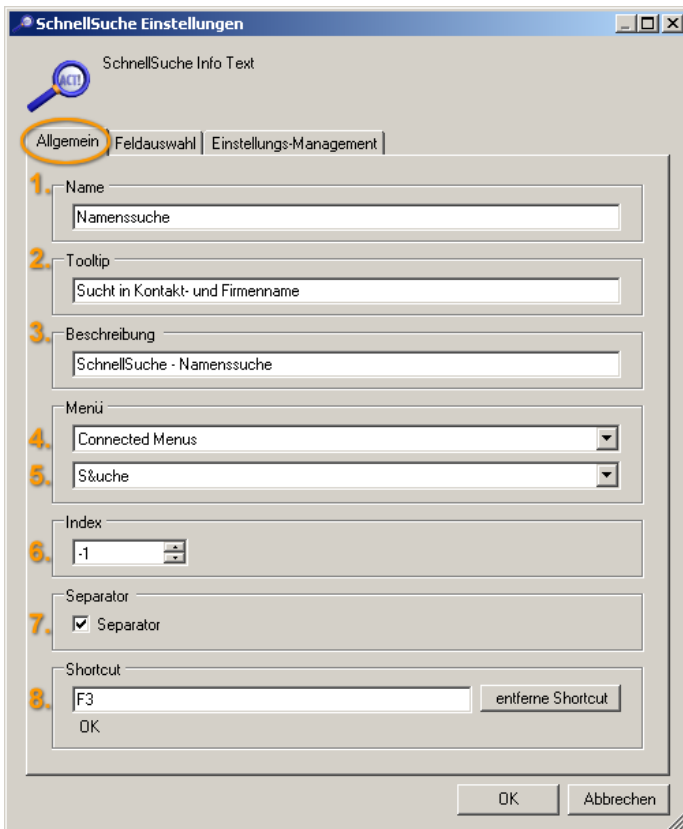 SchnellSuche Einstellungen
ACT!
SchnellSuche Info Text
Allgemein Feldauswahl Einstellungs-Management
1. Name
Namenssuche
2. Tooltip
Sucht in Kontakt- und Firmenname
3. Beschreibung
SchnellSuche - Namenssuche
Menü
4. Connected Menus
5. S&uche
Index
6. -1
Separator
7. Separator
Shortcut
8. F3 entferne Shortcut
OK
OK Abbrechen